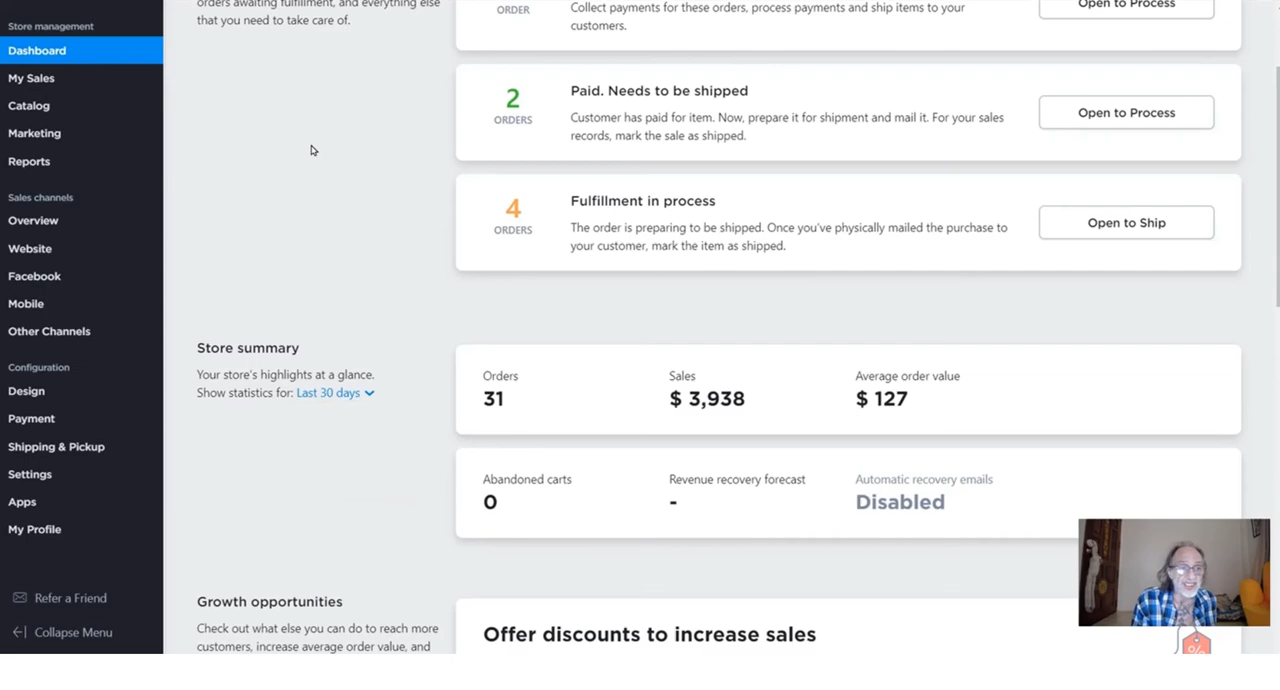 orders awaiting fulfillment, and everything else
that you need to take care of.
ORDER
Collect payments for these orders, process payments and ship items to your
customers.
Open to Process
2
ORDERS
Paid. Needs to be shipped
Customer has paid for item. Now, prepare it for shipment and mail it. For your sales
records, mark the sale as shipped.
Open to Process
4
ORDERS
Fulfillment in process
The order is preparing to be shipped. Once you've physically mailed the purchase to
your customer, mark the item as shipped.
Open to Ship
Store management
Dashboard
My Sales
Catalog
Marketing
Reports
Sales channels
Overview
Website
Facebook
Mobile
Other Channels
Configuration
Design
Payment
Shipping & Pickup
Settings
Apps
My Profile
Refer a Friend
Collapse Menu
Store summary
Your store's highlights at a glance.
Show statistics for: Last 30 days
Orders
31
Sales
$ 3,938
Average order value
$ 127
Abandoned carts
0
Revenue recovery forecast
-
Automatic recovery emails
Disabled
Growth opportunities
Check out what else you can do to reach more
customers, increase average order value, and
Offer discounts to increase sales
%